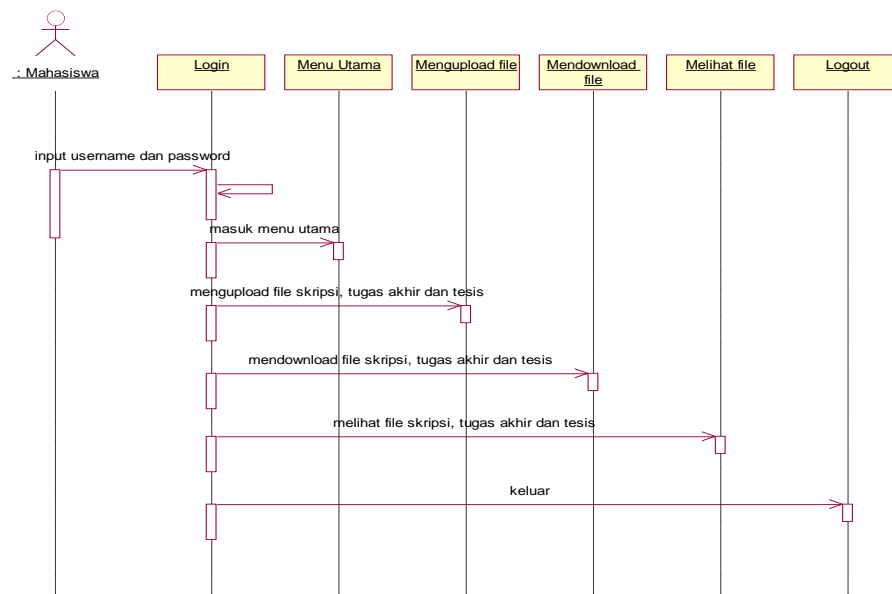 : Mahasiswa
Login
Menu Utama
Mengupload file
Mendownload
file
Melihat file
Logout
input username dan password
masuk menu utama
mengupload file skripsi, tugas akhir dan tesis
mendownload file skripsi, tugas akhir dan tesis
melihat file skripsi, tugas akhir dan tesis
keluar